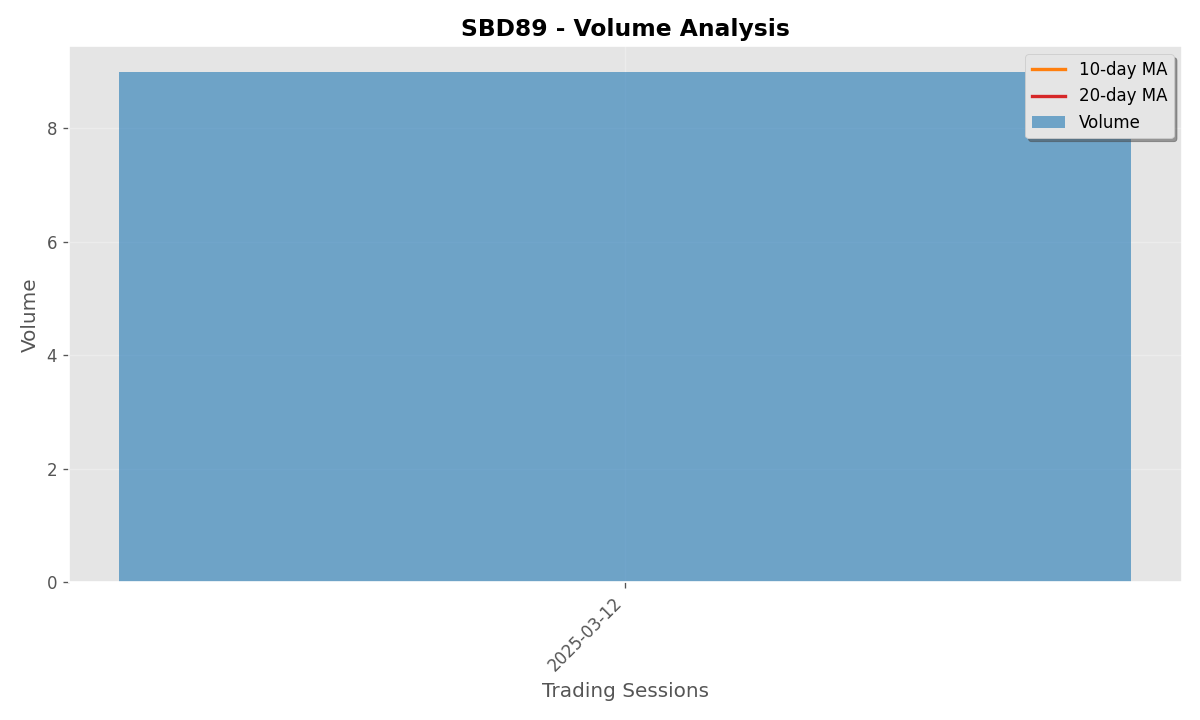 SBD89 - Volume Analysis
10-day MA
20-day MA
Volume
8
6
4
2
0
Volume
2025-03-12
Trading Sessions